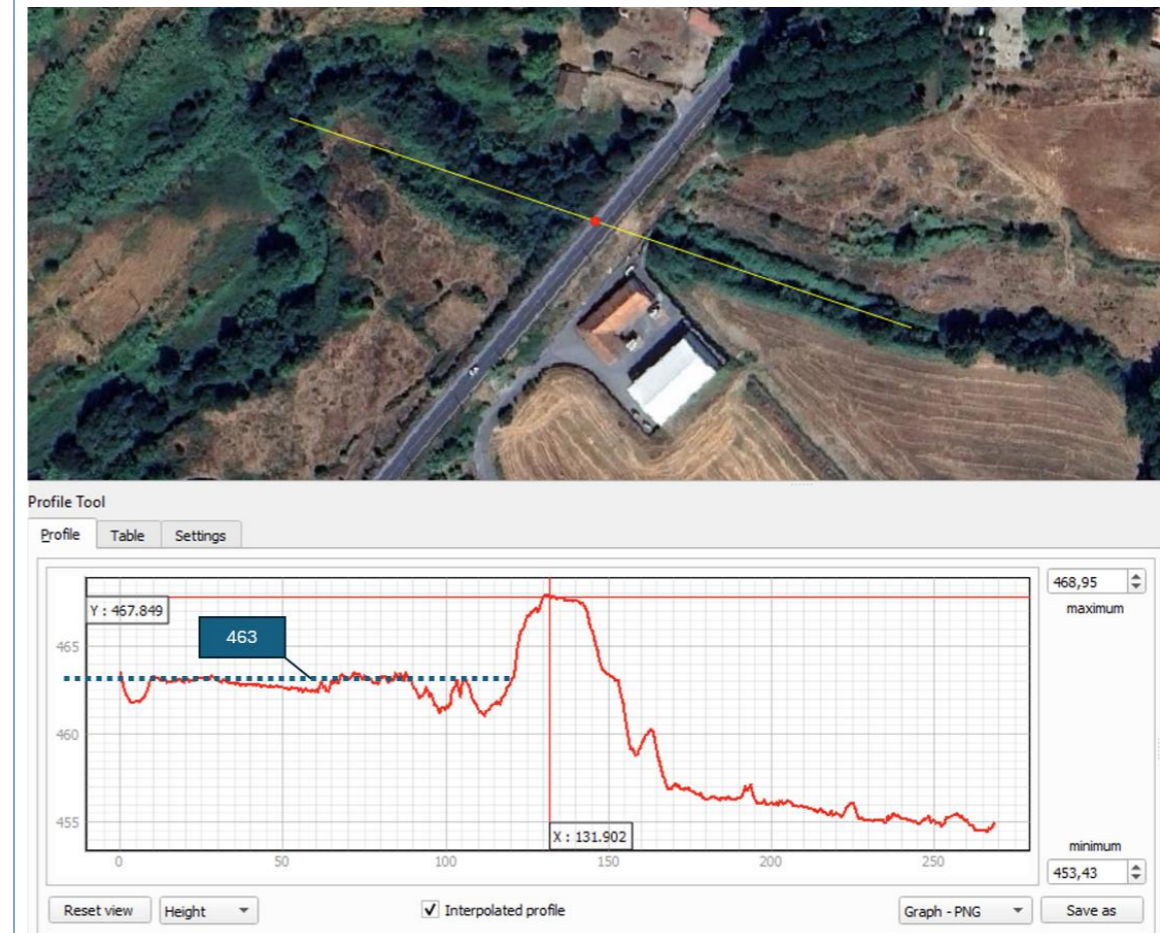 Profile Tool
Profile Table Settings
468,95
maximum
Y : 467.849
463
465
460
455
X : 131.902
0 50 100 150 200 250
minimum
453,43
Reset view Height Interpolated profile Graph - PNG Save as